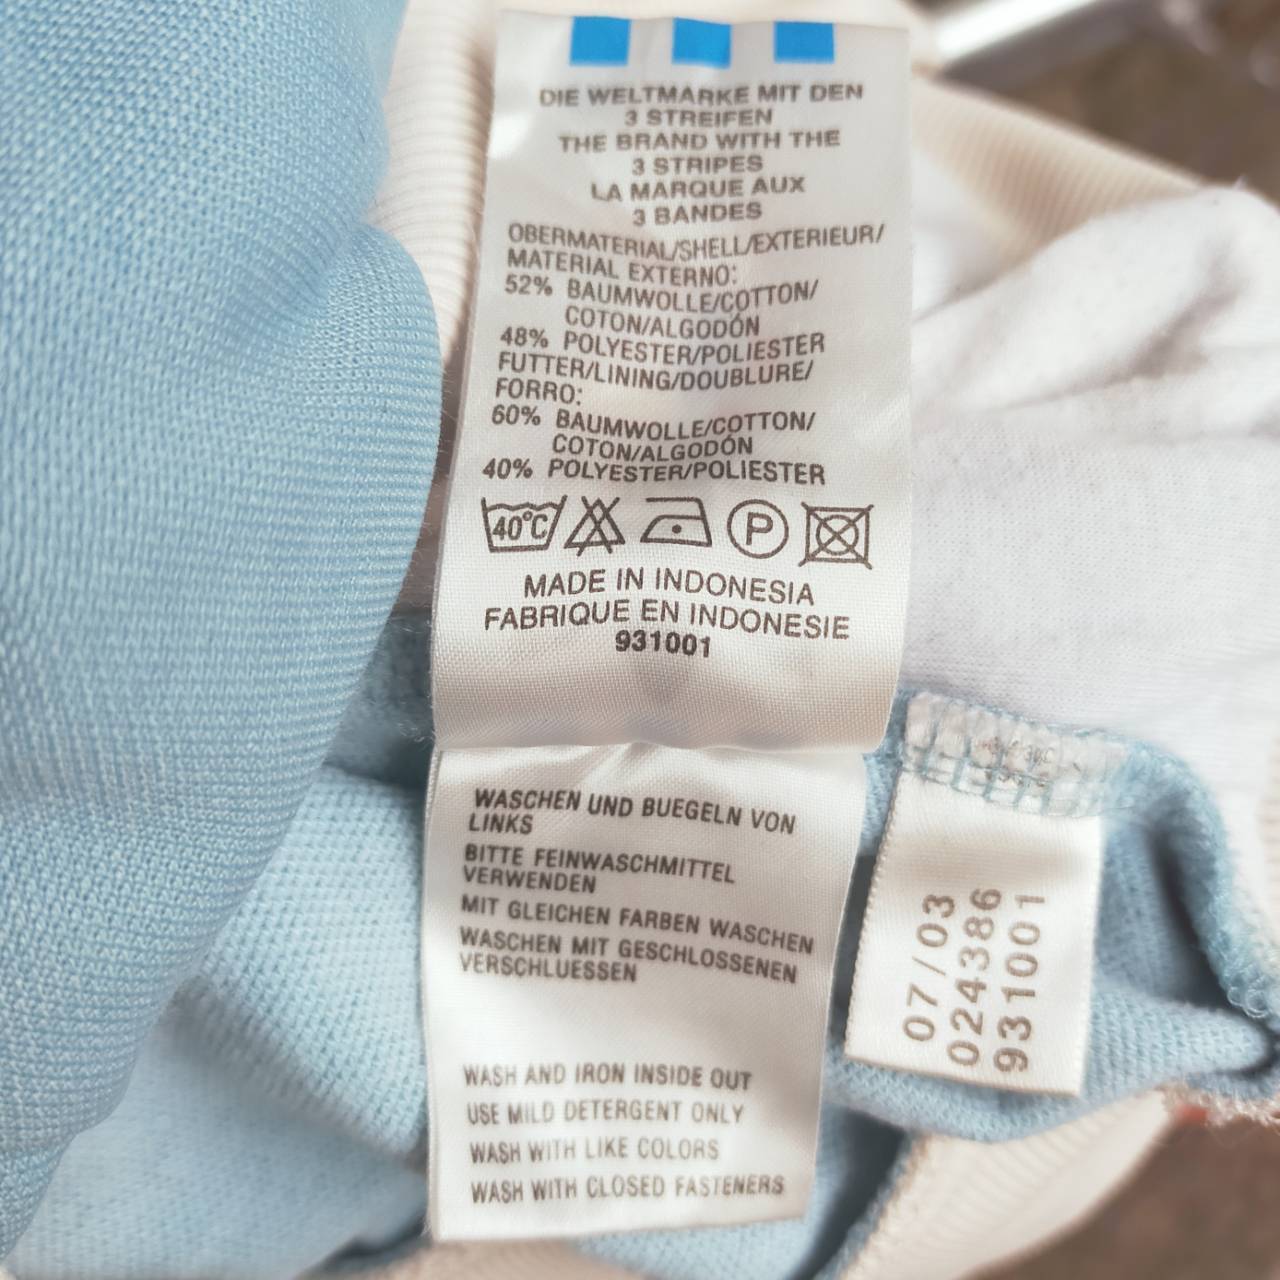 DIE WELTMARKE MIT DEN
3 STREIFEN
THE BRAND WITH THE
3 STRIPES
LA MARQUE AUX
3 BANDES
OBERMATERIAL/SHELL/EXTERIEUR/
MATERIAL EXTERNO:
52% BAUMWOLLE/COTTON/
COTON/ALGODÓN
48% POLYESTER/POLIESTER
FUTTER/LINING/DOUBLURE/
FORRO:
60% BAUMWOLLE/COTTON/
COTON/ALGODÓN
40% POLYESTER/POLIESTER
40°C P
MADE IN INDONESIA
FABRIQUE EN INDONESIE
931001
WASCHEN UND BUEGELN VON
LINKS
BITTE FEINWASCHMITTEL
VERWENDEN
MIT GLEICHEN FARBEN WASCHEN
WASCHEN MIT GESCHLOSSENEN
VERSCHLUESSEN
WASH AND IRON INSIDE OUT
USE MILD DETERGENT ONLY
WASH WITH LIKE COLORS
WASH WITH CLOSED FASTENERS
07/03
024386
931001